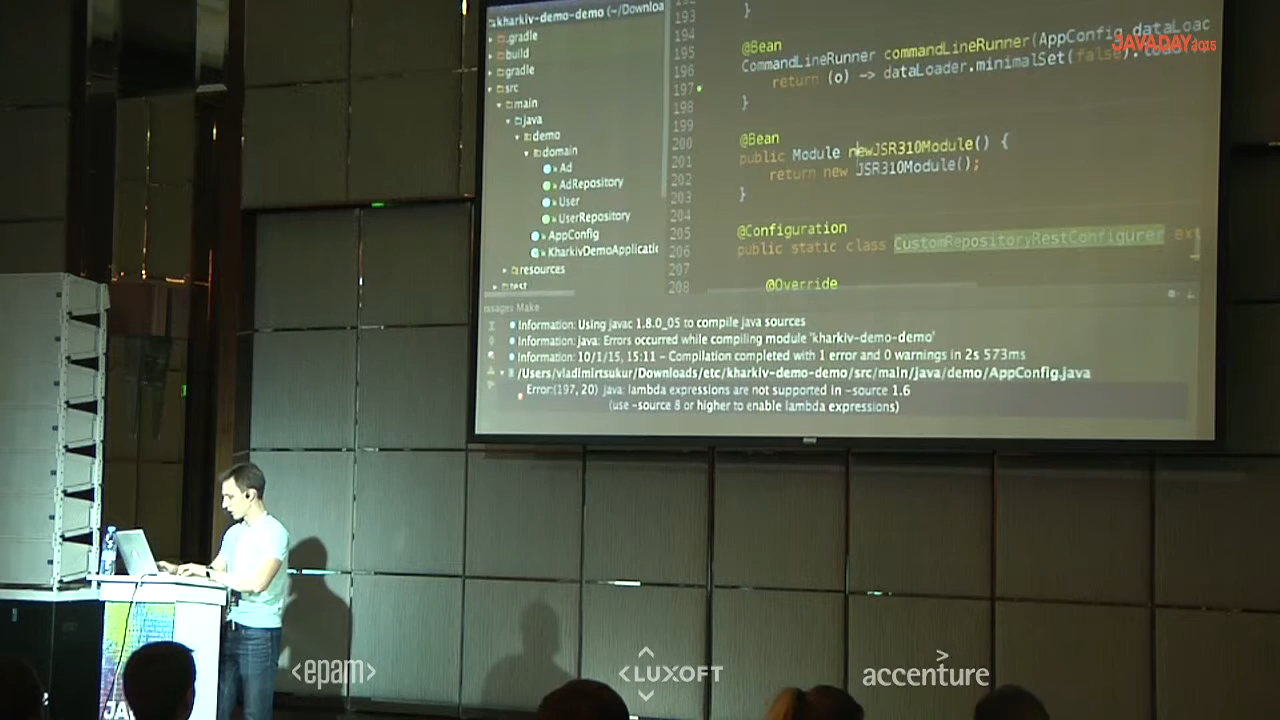 kharkiv-demo-demo (~/Downloa
.gradle
build
gradle
src
main
java
demo
domain
Ad
AdRepository
User
UserRepository
AppConfig
KharkivDemoApplicatio
resources
test
193 }
194
195 @Bean
196 CommandLineRunner commandLineRunner(AppConfig dataLoac
197 return (o) -> dataLoader.minimalSet(false).
198 }
199
200 @Bean
201 public Module newJSR310Module() {
202 return new JSR310Module();
203 }
204
205 @Configuration
206 public static class CustomRepositoryRestConfigurer ext
207
208 @Override
JAVADAY 2015
ssages Make
Information: Using javac 1.8.0_05 to compile java sources
Information: java: Errors occurred while compiling module 'kharkiv-demo-demo'
Information: 10/1/15, 15:11 – Compilation completed with 1 error and 0 warnings in 2s 573ms
/Users/vladimirtsukur/Downloads/etc/kharkiv-demo-demo/src/main/java/demo/AppConfig.java
Error:(197, 20) java: lambda expressions are not supported in -source 1.6
(use -source 8 or higher to enable lambda expressions)
JA
<epam>
LUXOFT
accenture